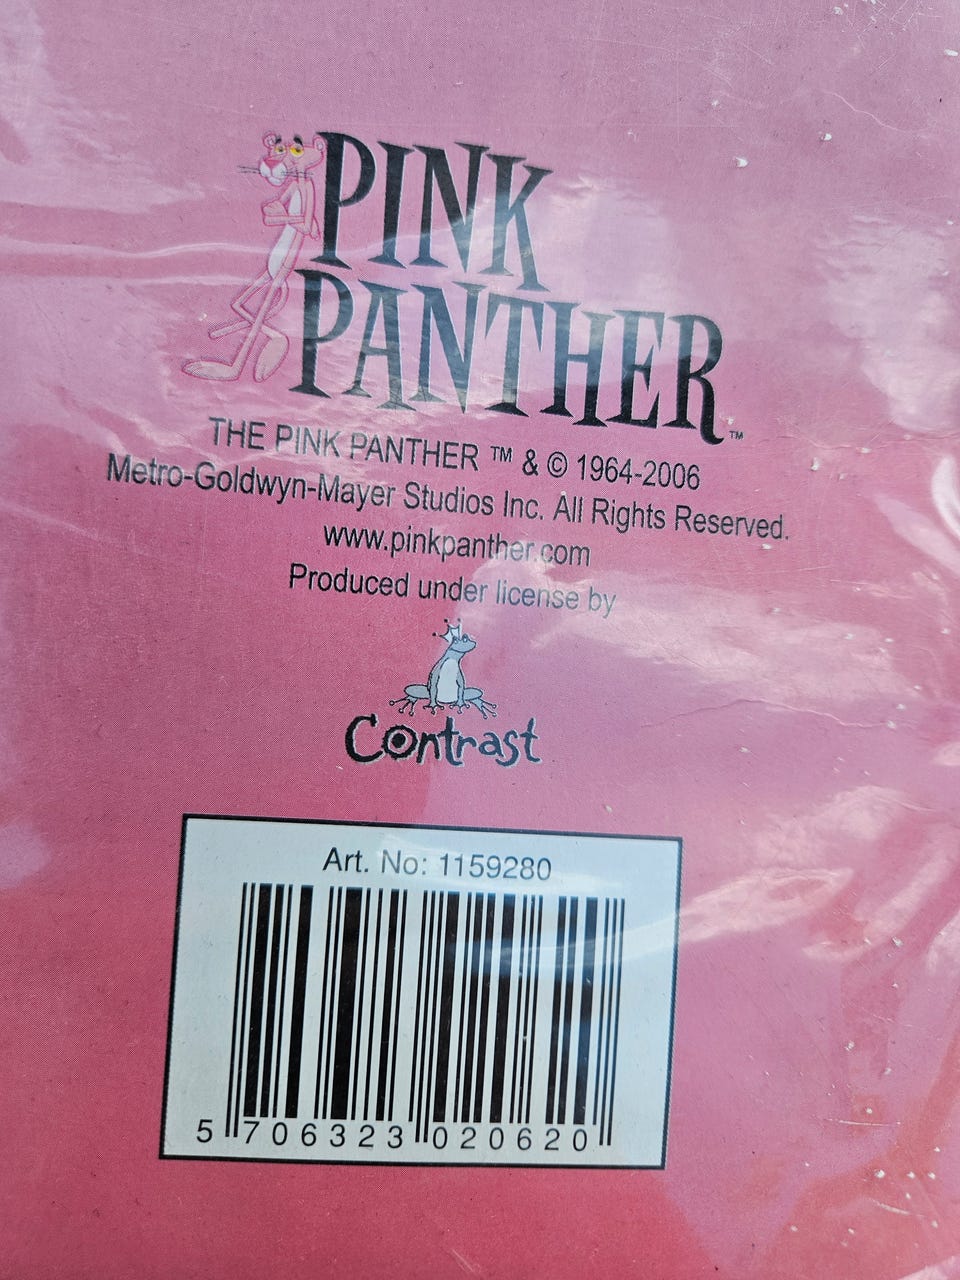 PINK
PANTHER™
THE PINK PANTHER ™ & © 1964-2006
Metro-Goldwyn-Mayer Studios Inc. All Rights Reserved.
www.pinkpanther.com
Produced under license by
Contrast
Art. No: 1159280
5 706323 020620